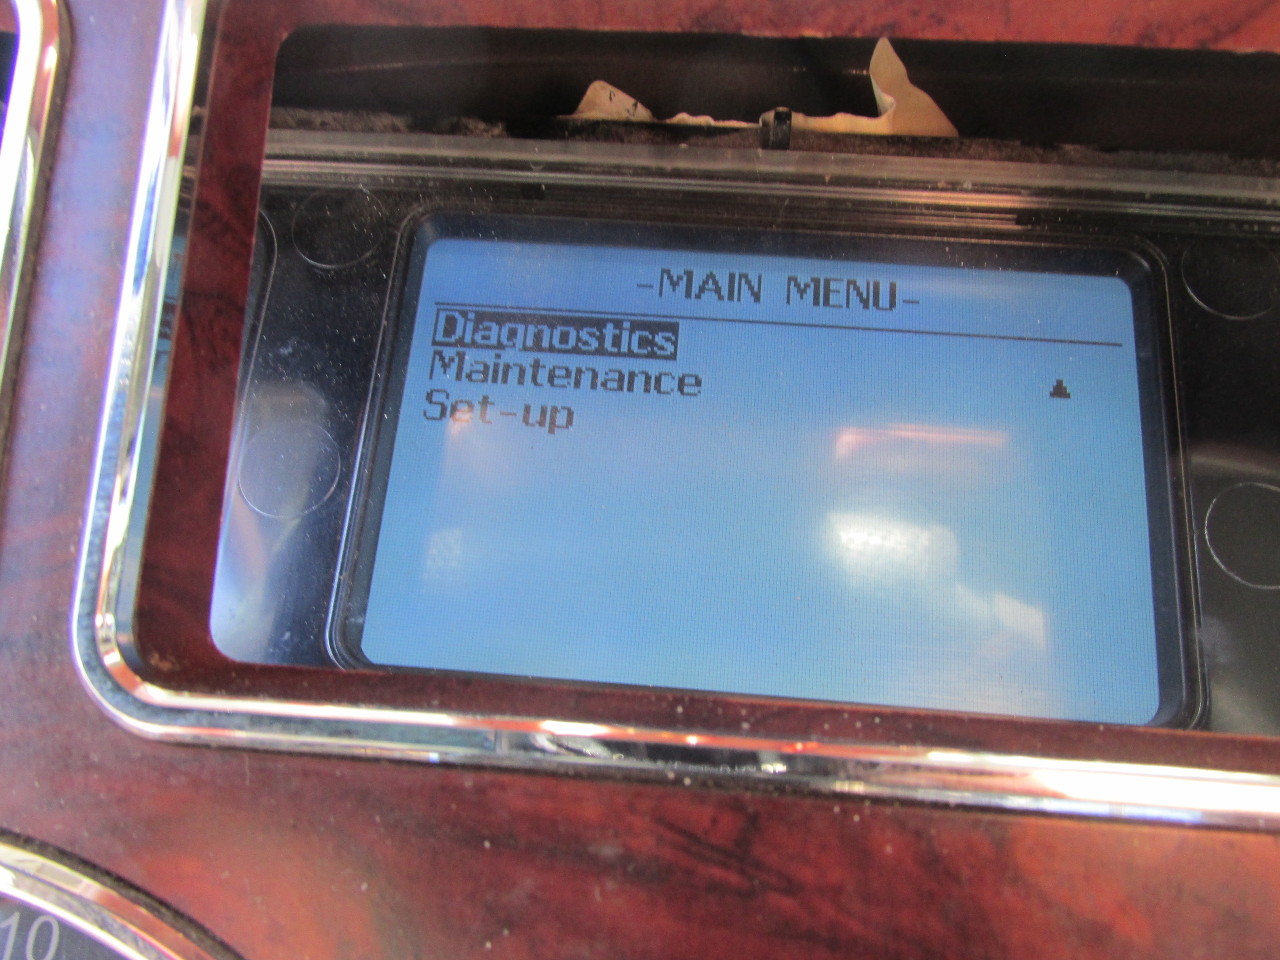 -MAIN MENU-
Diagnostics
Maintenance
Set-up
10